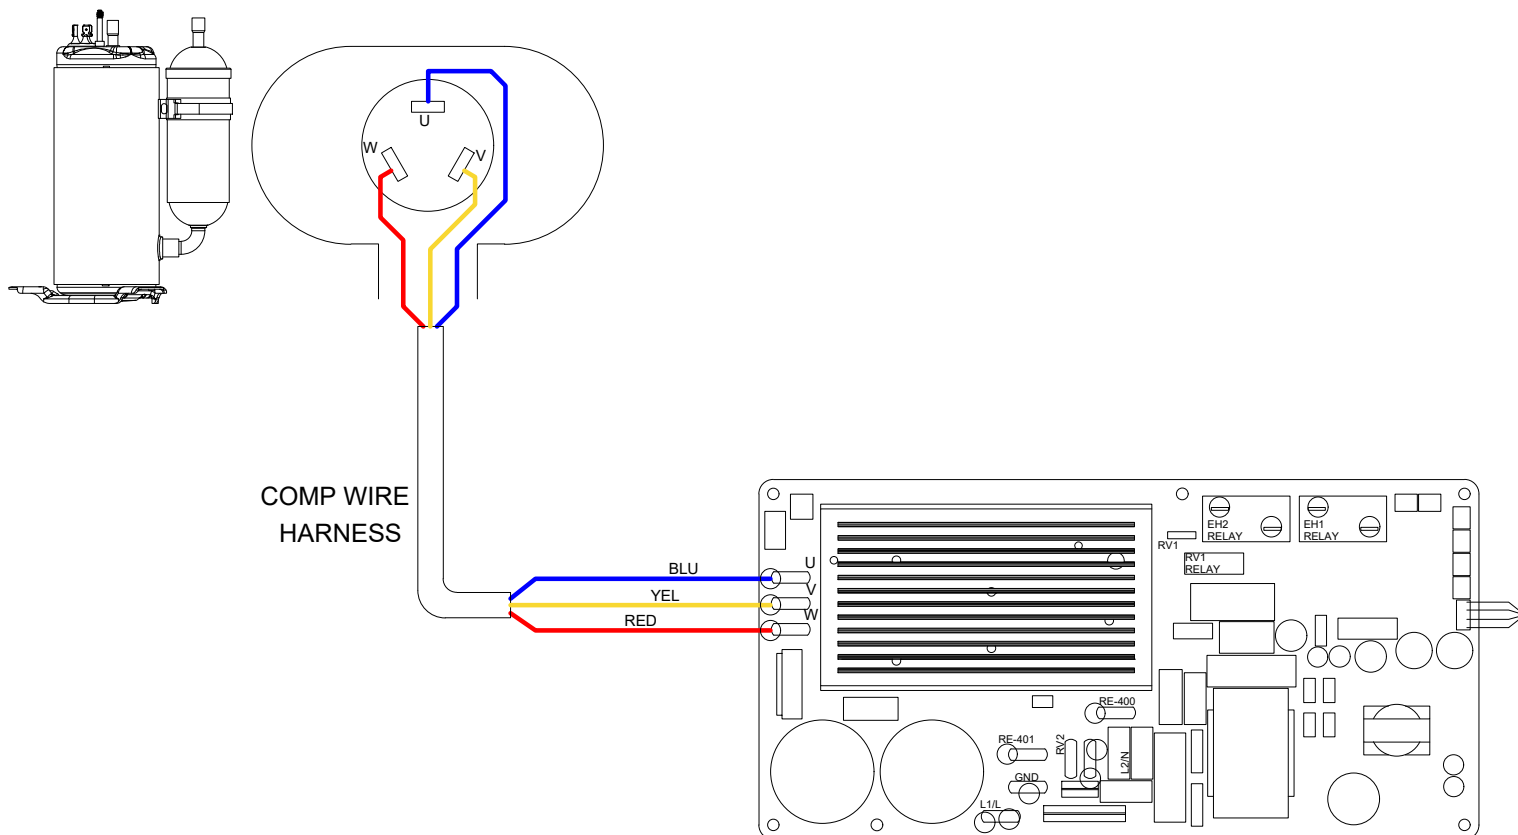 U
W
V
COMP WIRE
HARNESS
BLU
YEL
RED
U
V
W
EH2
RELAY
EH1
RELAY
RV1
RV1
RELAY
RE-400
RE-401
RV2
L2/N
GND
L1/L